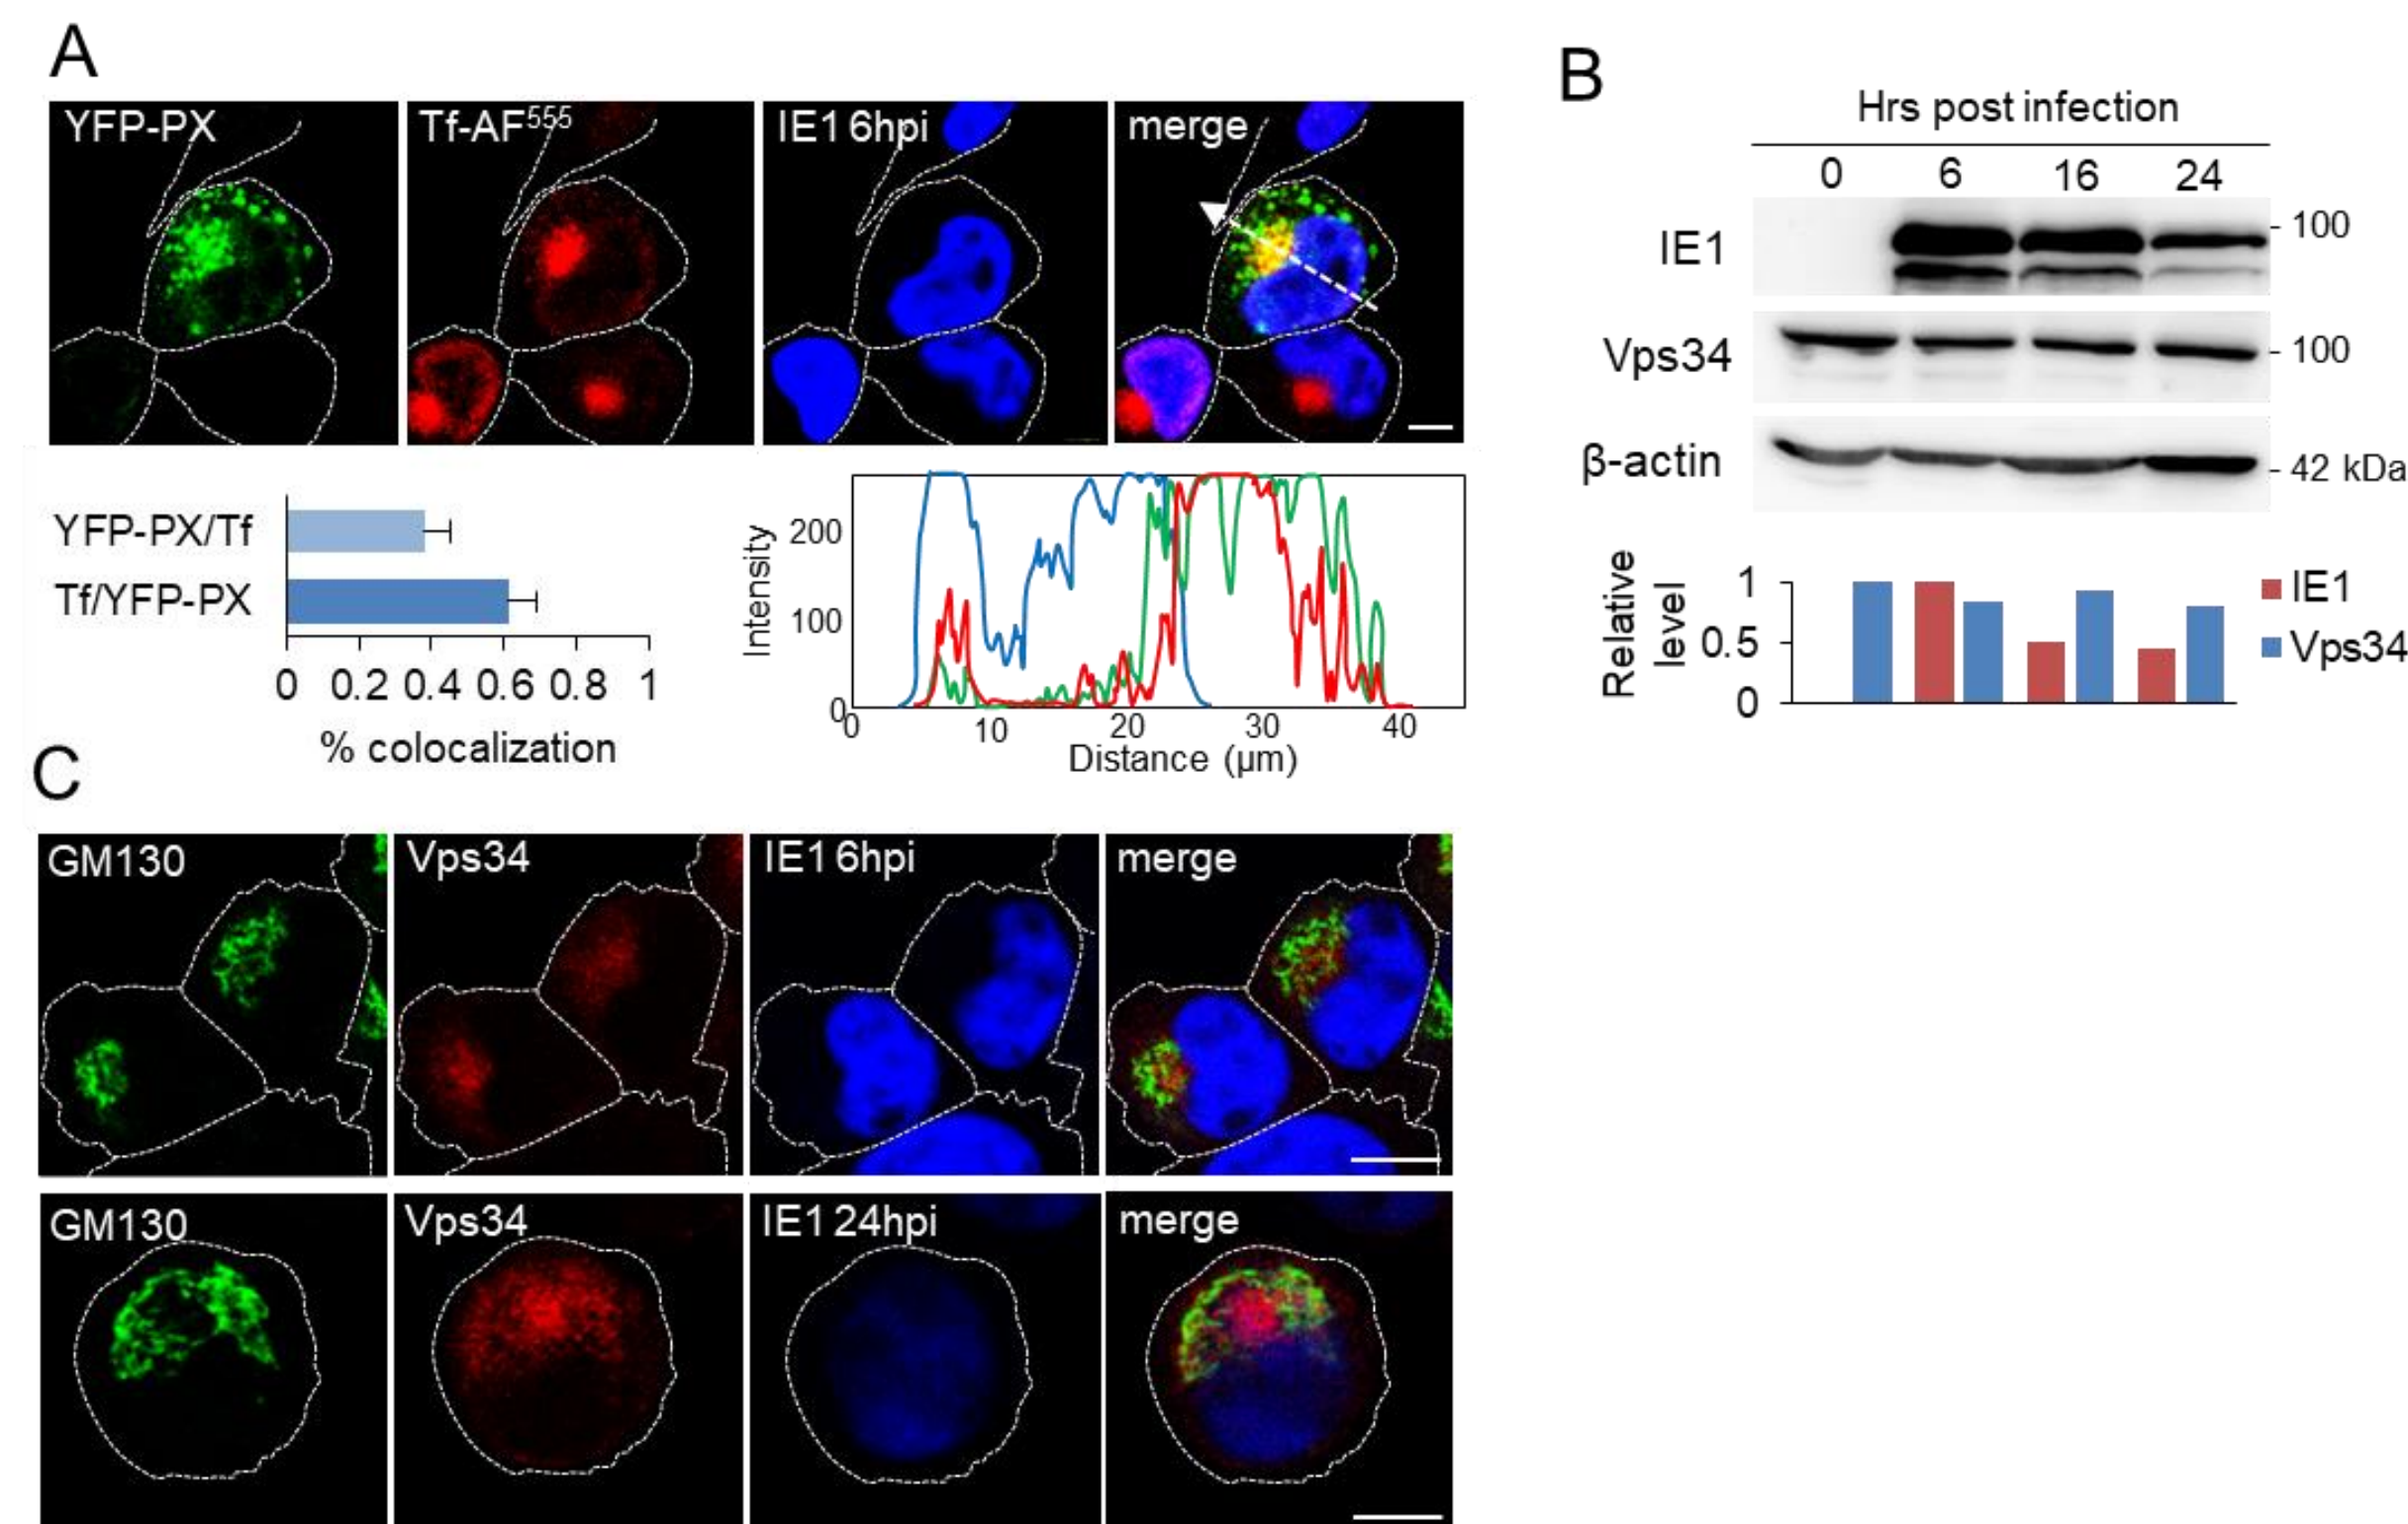 A
YFP-PX
Tf-AF555
IE1 6hpi
merge
YFP-PX/Tf
Tf/YFP-PX
0 0.2 0.4 0.6 0.8 1
% colocalization
Intensity
200
100
0
0 10 20 30 40
Distance (µm)
B
Hrs post infection
0 6 16 24
IE1
- 100
Vps34
- 100
β-actin
- 42 kDa
Relative
level
1
0.5
0
IE1
Vps34
C
GM130
Vps34
IE1 6hpi
merge
GM130
Vps34
IE1 24hpi
merge